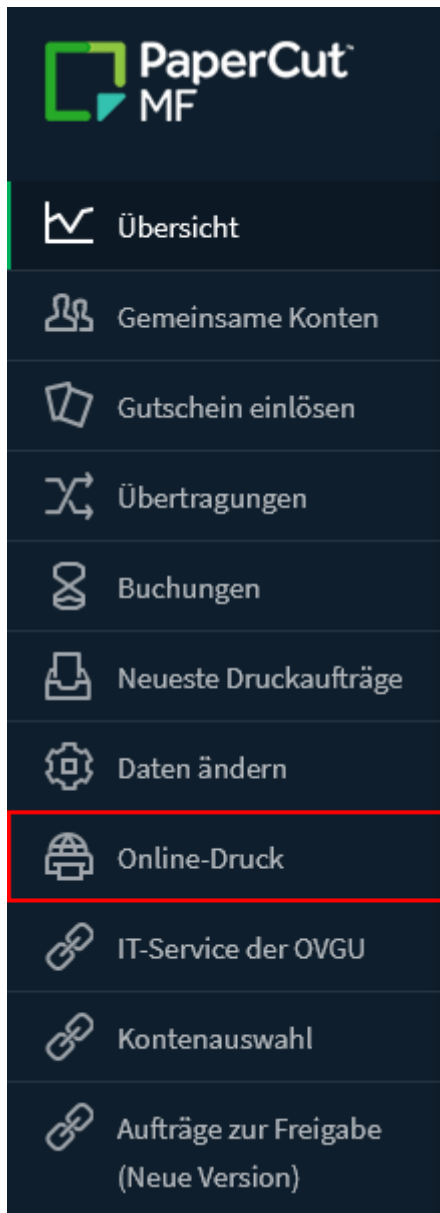 PaperCut™
MF
Übersicht
Gemeinsame Konten
Gutschein einlösen
Übertragungen
Buchungen
Neueste Druckaufträge
Daten ändern
Online-Druck
IT-Service der OVGU
Kontenauswahl
Aufträge zur Freigabe
(Neue Version)